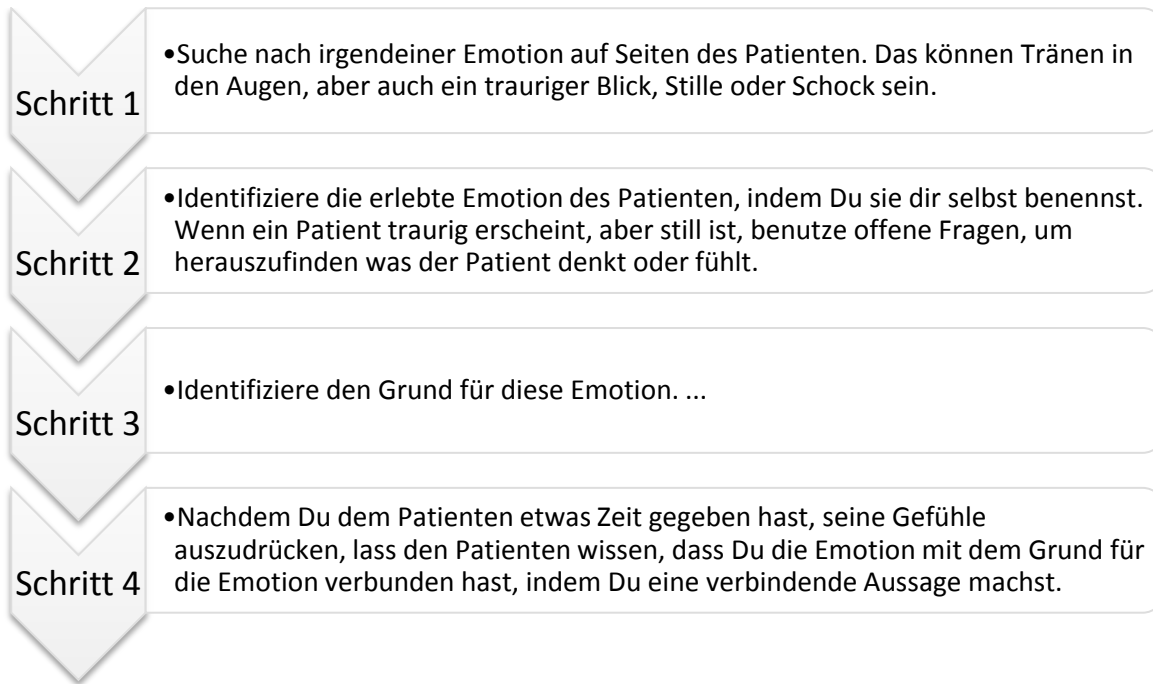 Schritt 1
•Suche nach irgendeiner Emotion auf Seiten des Patienten. Das können Tränen in
den Augen, aber auch ein trauriger Blick, Stille oder Schock sein.
Schritt 2
•Identifiziere die erlebte Emotion des Patienten, indem Du sie dir selbst benennst.
Wenn ein Patient traurig erscheint, aber still ist, benutze offene Fragen, um
herauszufinden was der Patient denkt oder fühlt.
Schritt 3
•Identifiziere den Grund für diese Emotion. ...
Schritt 4
•Nachdem Du dem Patienten etwas Zeit gegeben hast, seine Gefühle
auszudrücken, lass den Patienten wissen, dass Du die Emotion mit dem Grund für
die Emotion verbunden hast, indem Du eine verbindende Aussage machst.